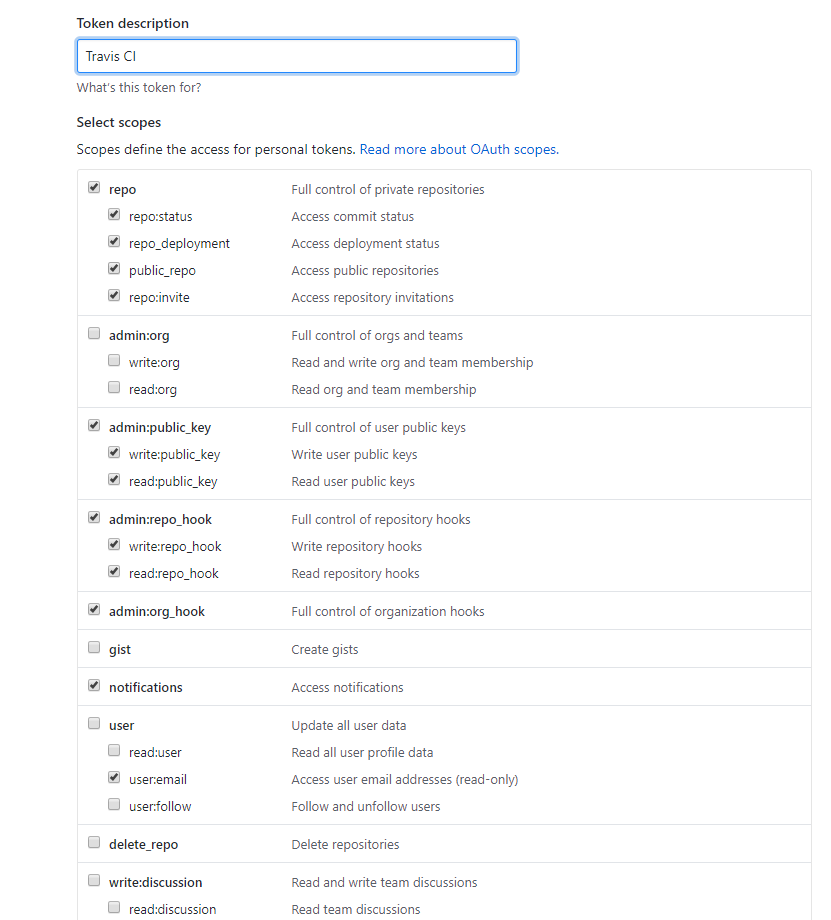 Token description
Travis CI
What's this token for?
Select scopes
Scopes define the access for personal tokens. Read more about OAuth scopes.
repo Full control of private repositories
repo:status Access commit status
repo_deployment Access deployment status
public_repo Access public repositories
repo:invite Access repository invitations
admin:org Full control of orgs and teams
write:org Read and write org and team membership
read:org Read org and team membership
admin:public_key Full control of user public keys
write:public_key Write user public keys
read:public_key Read user public keys
admin:repo_hook Full control of repository hooks
write:repo_hook Write repository hooks
read:repo_hook Read repository hooks
admin:org_hook Full control of organization hooks
gist Create gists
notifications Access notifications
user Update all user data
read:user Read all user profile data
user:email Access user email addresses (read-only)
user:follow Follow and unfollow users
delete_repo Delete repositories
write:discussion Read and write team discussions
read:discussion Read team discussions